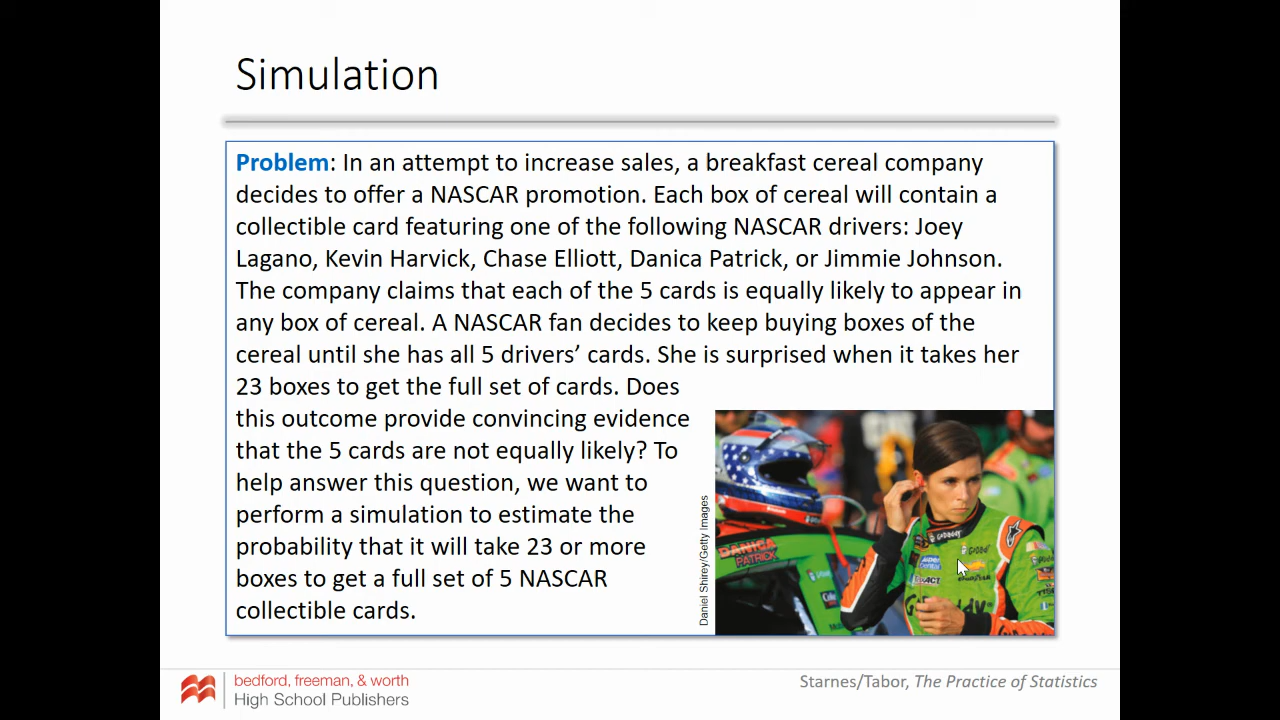 Simulation
Problem: In an attempt to increase sales, a breakfast cereal company
decides to offer a NASCAR promotion. Each box of cereal will contain a
collectible card featuring one of the following NASCAR drivers: Joey
Lagano, Kevin Harvick, Chase Elliott, Danica Patrick, or Jimmie Johnson.
The company claims that each of the 5 cards is equally likely to appear in
any box of cereal. A NASCAR fan decides to keep buying boxes of the
cereal until she has all 5 drivers’ cards. She is surprised when it takes her
23 boxes to get the full set of cards. Does
this outcome provide convincing evidence
that the 5 cards are not equally likely? To
help answer this question, we want to
perform a simulation to estimate the
probability that it will take 23 or more
boxes to get a full set of 5 NASCAR
collectible cards.
Daniel Shirey/Getty Images
DANICA
PATRICK
GoDaddy
bedford, freeman, & worth
High School Publishers
Starnes/Tabor, The Practice of Statistics